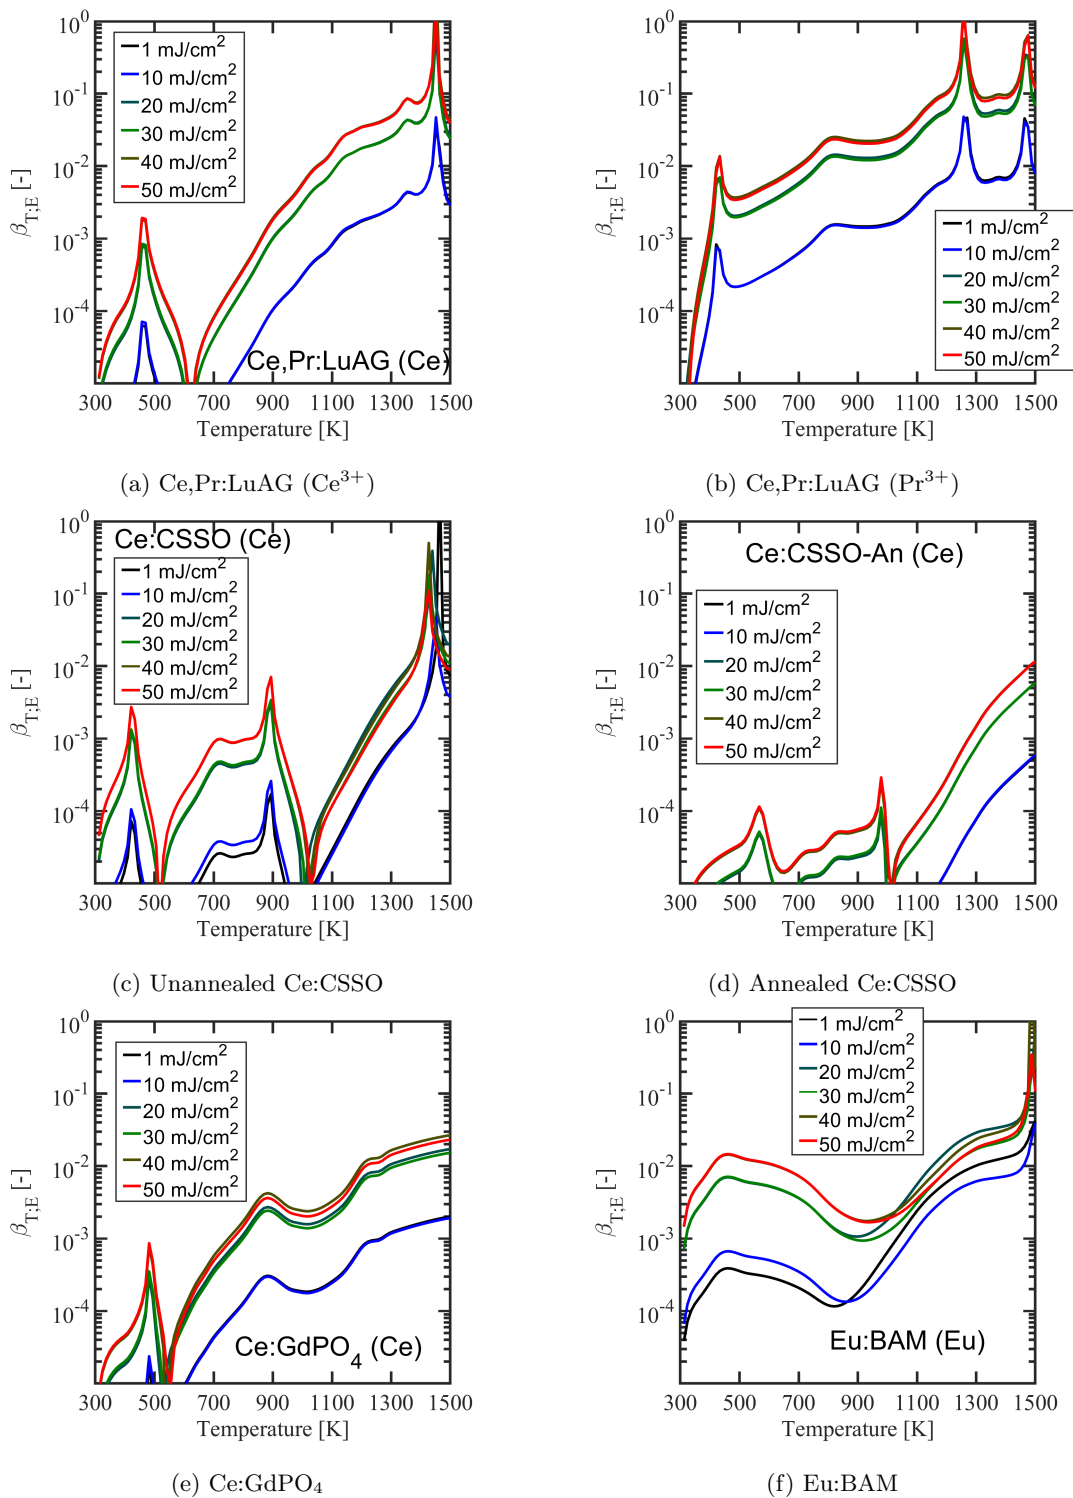 10^0
10^-1
10^-2
10^-3
10^-4
β_T;E [-]
1 mJ/cm^2
10 mJ/cm^2
20 mJ/cm^2
30 mJ/cm^2
40 mJ/cm^2
50 mJ/cm^2
Ce,Pr:LuAG (Ce)
300 500 700 900 1100 1300 1500
Temperature [K]
(a) Ce,Pr:LuAG (Ce^3+)
10^0
10^-1
10^-2
10^-3
10^-4
β_T;E [-]
1 mJ/cm^2
10 mJ/cm^2
20 mJ/cm^2
30 mJ/cm^2
40 mJ/cm^2
50 mJ/cm^2
300 500 700 900 1100 1300 1500
Temperature [K]
(b) Ce,Pr:LuAG (Pr^3+)
10^0
10^-1
10^-2
10^-3
10^-4
β_T;E [-]
Ce:CSSO (Ce)
1 mJ/cm^2
10 mJ/cm^2
20 mJ/cm^2
30 mJ/cm^2
40 mJ/cm^2
50 mJ/cm^2
300 500 700 900 1100 1300 1500
Temperature [K]
(c) Unannealed Ce:CSSO
10^0
10^-1
10^-2
10^-3
10^-4
β_T;E [-]
Ce:CSSO-An (Ce)
1 mJ/cm^2
10 mJ/cm^2
20 mJ/cm^2
30 mJ/cm^2
40 mJ/cm^2
50 mJ/cm^2
300 500 700 900 1100 1300 1500
Temperature [K]
(d) Annealed Ce:CSSO
10^0
10^-1
10^-2
10^-3
10^-4
β_T;E [-]
1 mJ/cm^2
10 mJ/cm^2
20 mJ/cm^2
30 mJ/cm^2
40 mJ/cm^2
50 mJ/cm^2
Ce:GdPO_4 (Ce)
300 500 700 900 1100 1300 1500
Temperature [K]
(e) Ce:GdPO_4
10^0
10^-1
10^-2
10^-3
10^-4
β_T;E [-]
1 mJ/cm^2
10 mJ/cm^2
20 mJ/cm^2
30 mJ/cm^2
40 mJ/cm^2
50 mJ/cm^2
Eu:BAM (Eu)
300 500 700 900 1100 1300 1500
Temperature [K]
(f) Eu:BAM